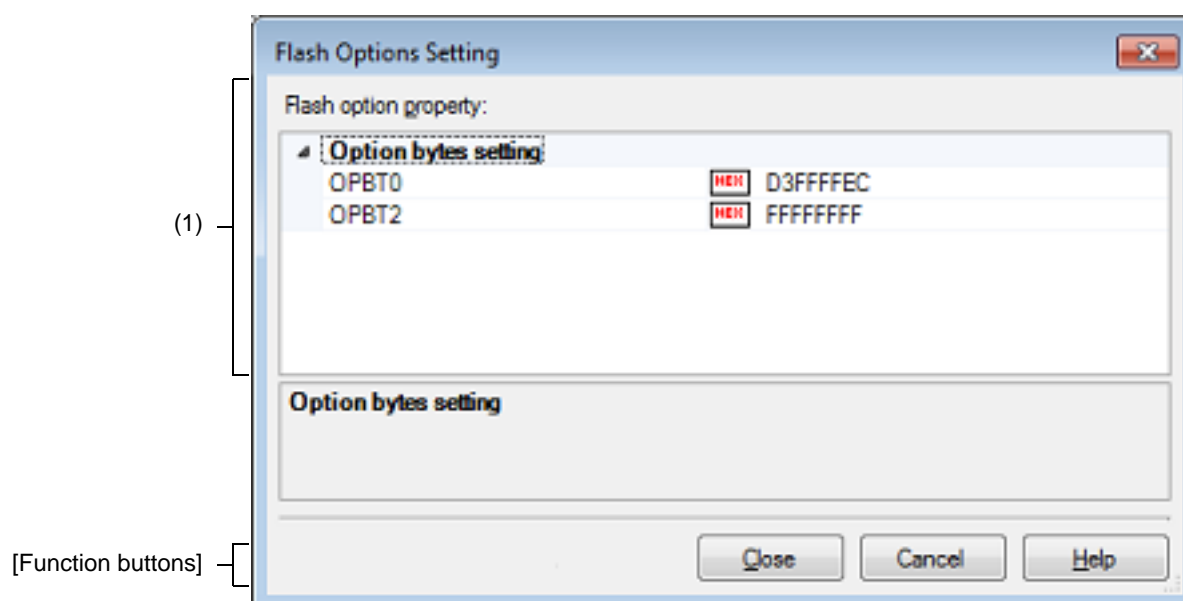 Flash Options Setting
Flash option property:
Option bytes setting
OPBT0 HEX D3FFFFEC
OPBT2 HEX FFFFFFFF
(1)
Option bytes setting
[Function buttons]
Close Cancel Help